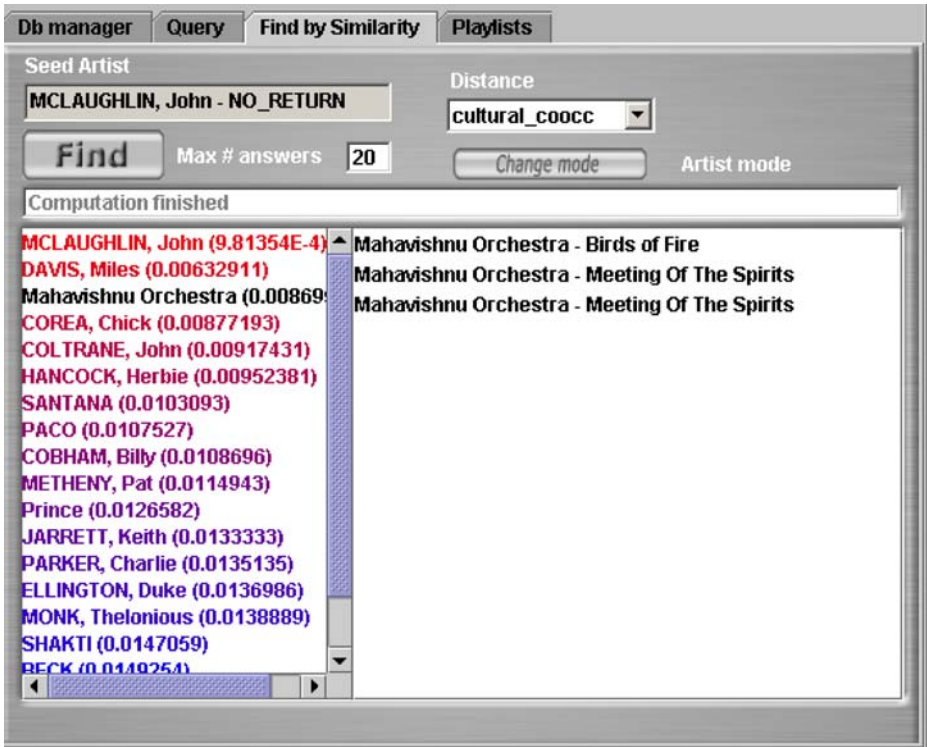 Db manager Query Find by Similarity Playlists
Seed Artist
Distance
MCLAUGHLIN, John - NO_RETURN
cultural_coocc
Find Max # answers 20 Change mode Artist mode
Computation finished
MCLAUGHLIN, John (9.81354E-4)
DAVIS, Miles (0.00632911)
Mahavishnu Orchestra (0.00869
COREA, Chick (0.00877193)
COLTRANE, John (0.00917431)
HANCOCK, Herbie (0.00952381)
SANTANA (0.0103093)
PACO (0.0107527)
COBHAM, Billy (0.0108696)
METHENY, Pat (0.0114943)
Prince (0.0126582)
JARRETT, Keith (0.0133333)
PARKER, Charlie (0.0135135)
ELLINGTON, Duke (0.0136986)
MONK, Thelonious (0.0138889)
SHAKTI (0.0147059)
BECK (0.0149254)
Mahavishnu Orchestra - Birds of Fire
Mahavishnu Orchestra - Meeting Of The Spirits
Mahavishnu Orchestra - Meeting Of The Spirits